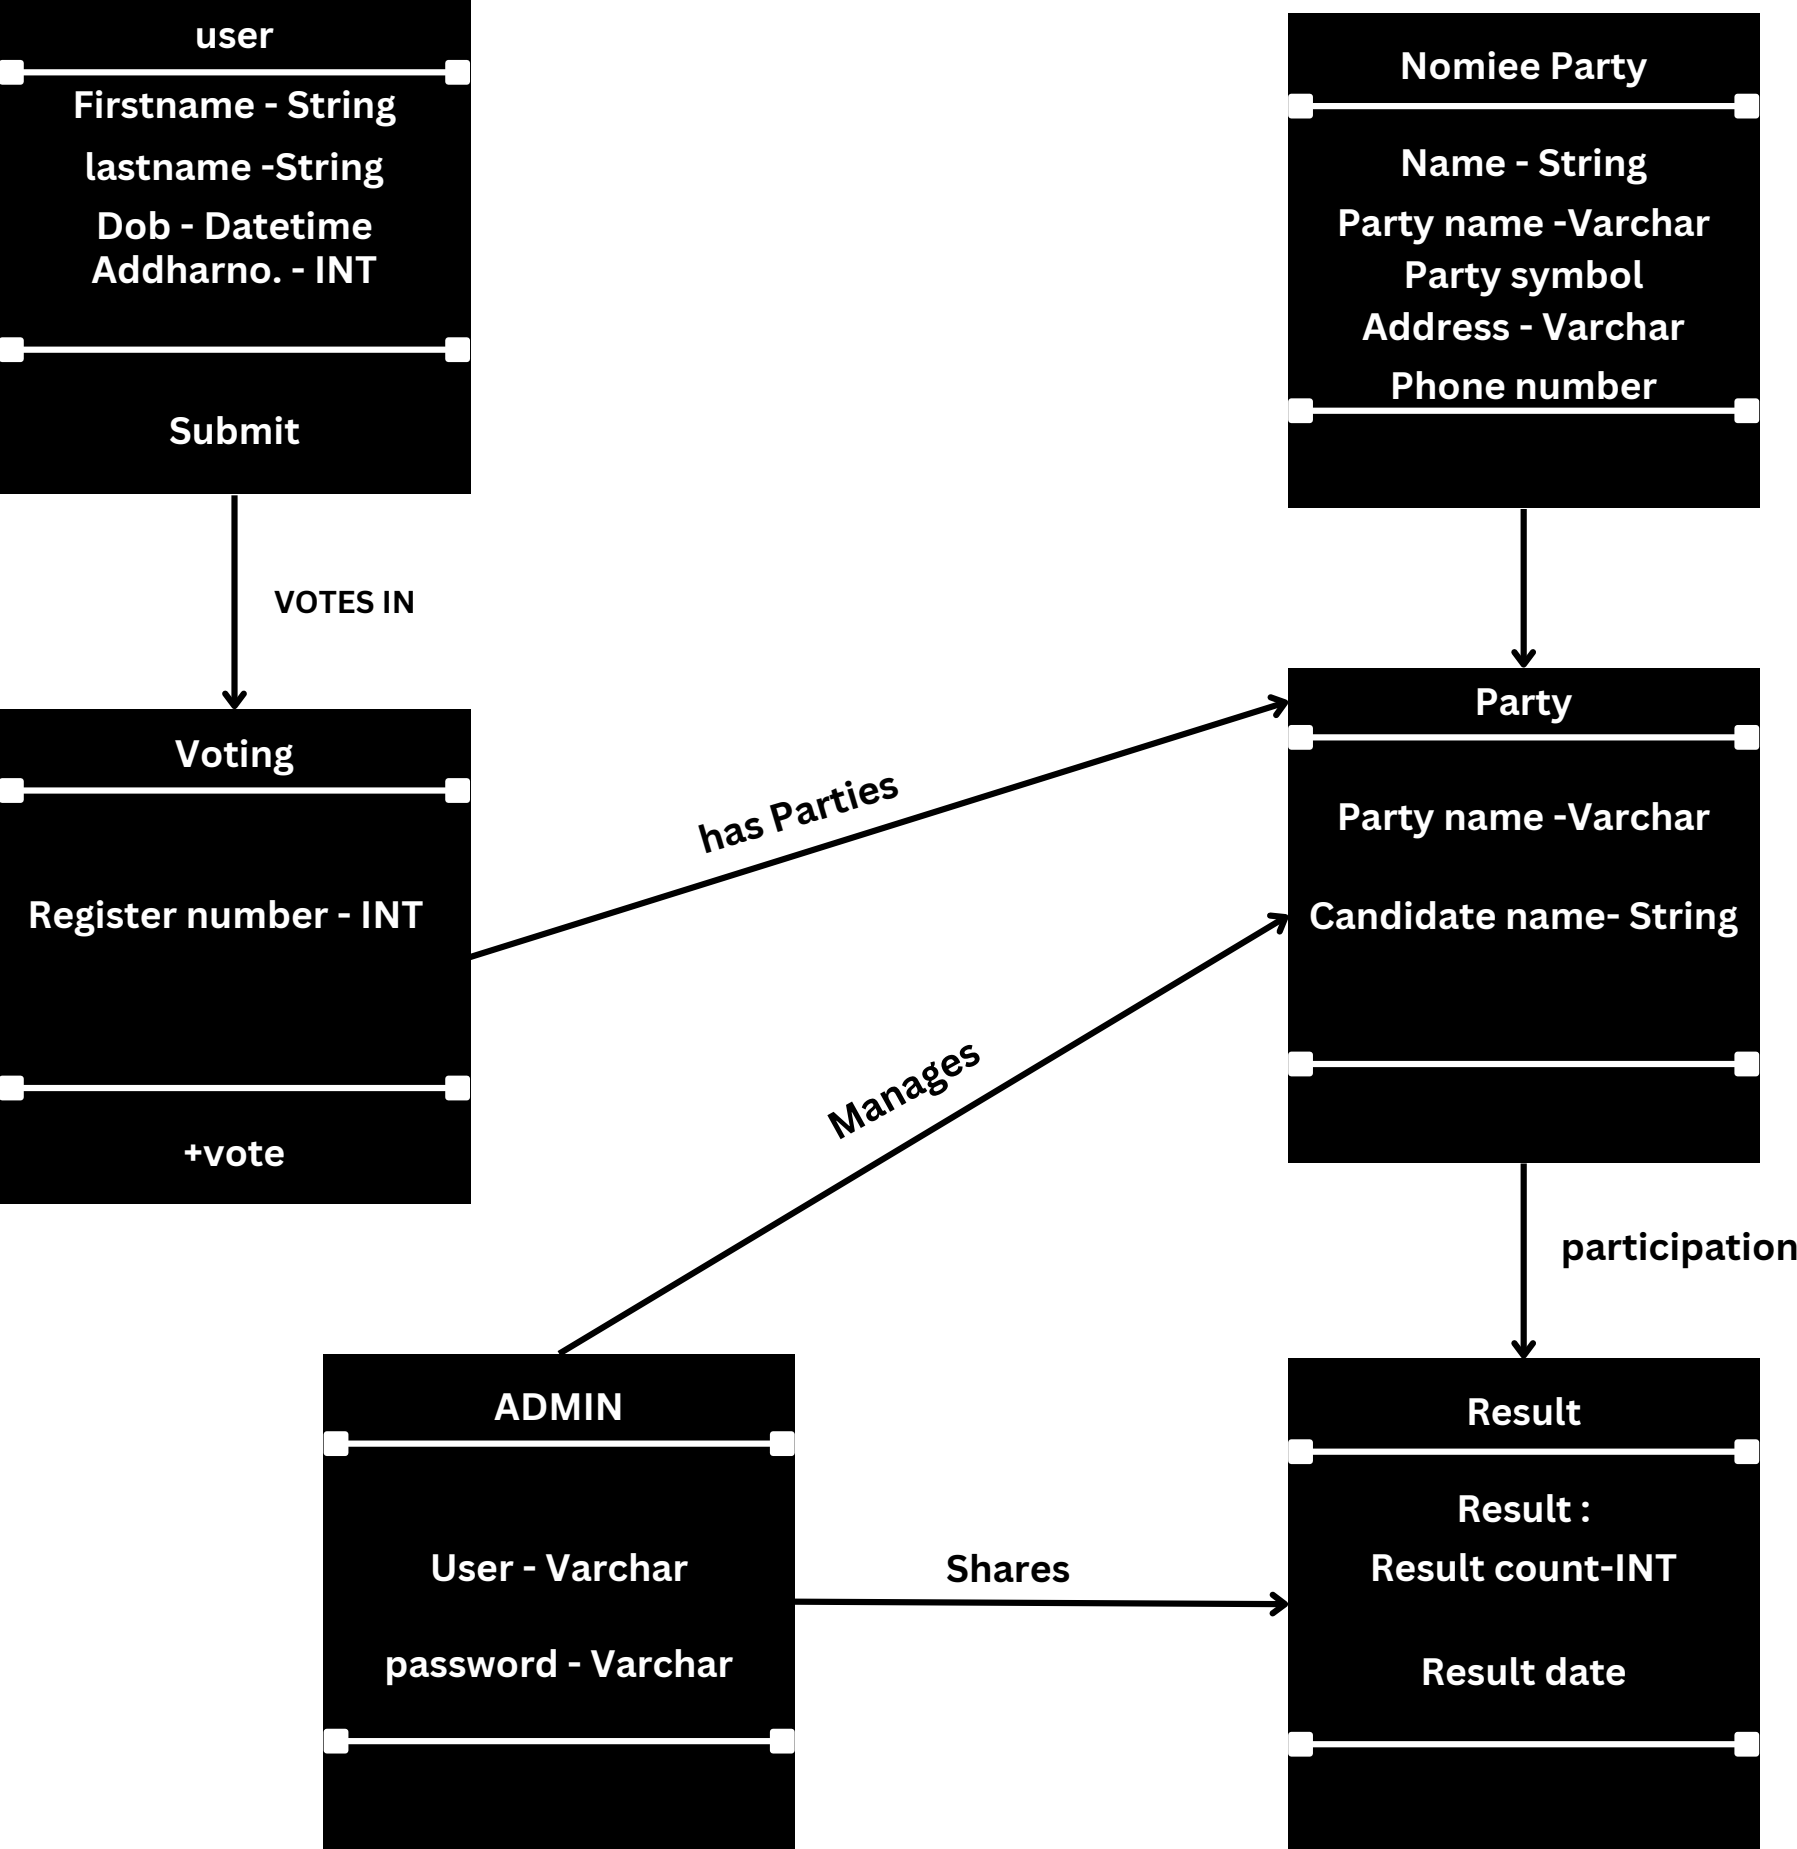 user
Firstname - String
lastname -String
Dob - Datetime
Addharno. - INT
Submit
VOTES IN
Nomiee Party
Name - String
Party name -Varchar
Party symbol
Address - Varchar
Phone number
Voting
Register number - INT
+vote
has Parties
Manages
Party
Party name -Varchar
Candidate name- String
participation
ADMIN
User - Varchar
password - Varchar
Shares
Result
Result :
Result count-INT
Result date